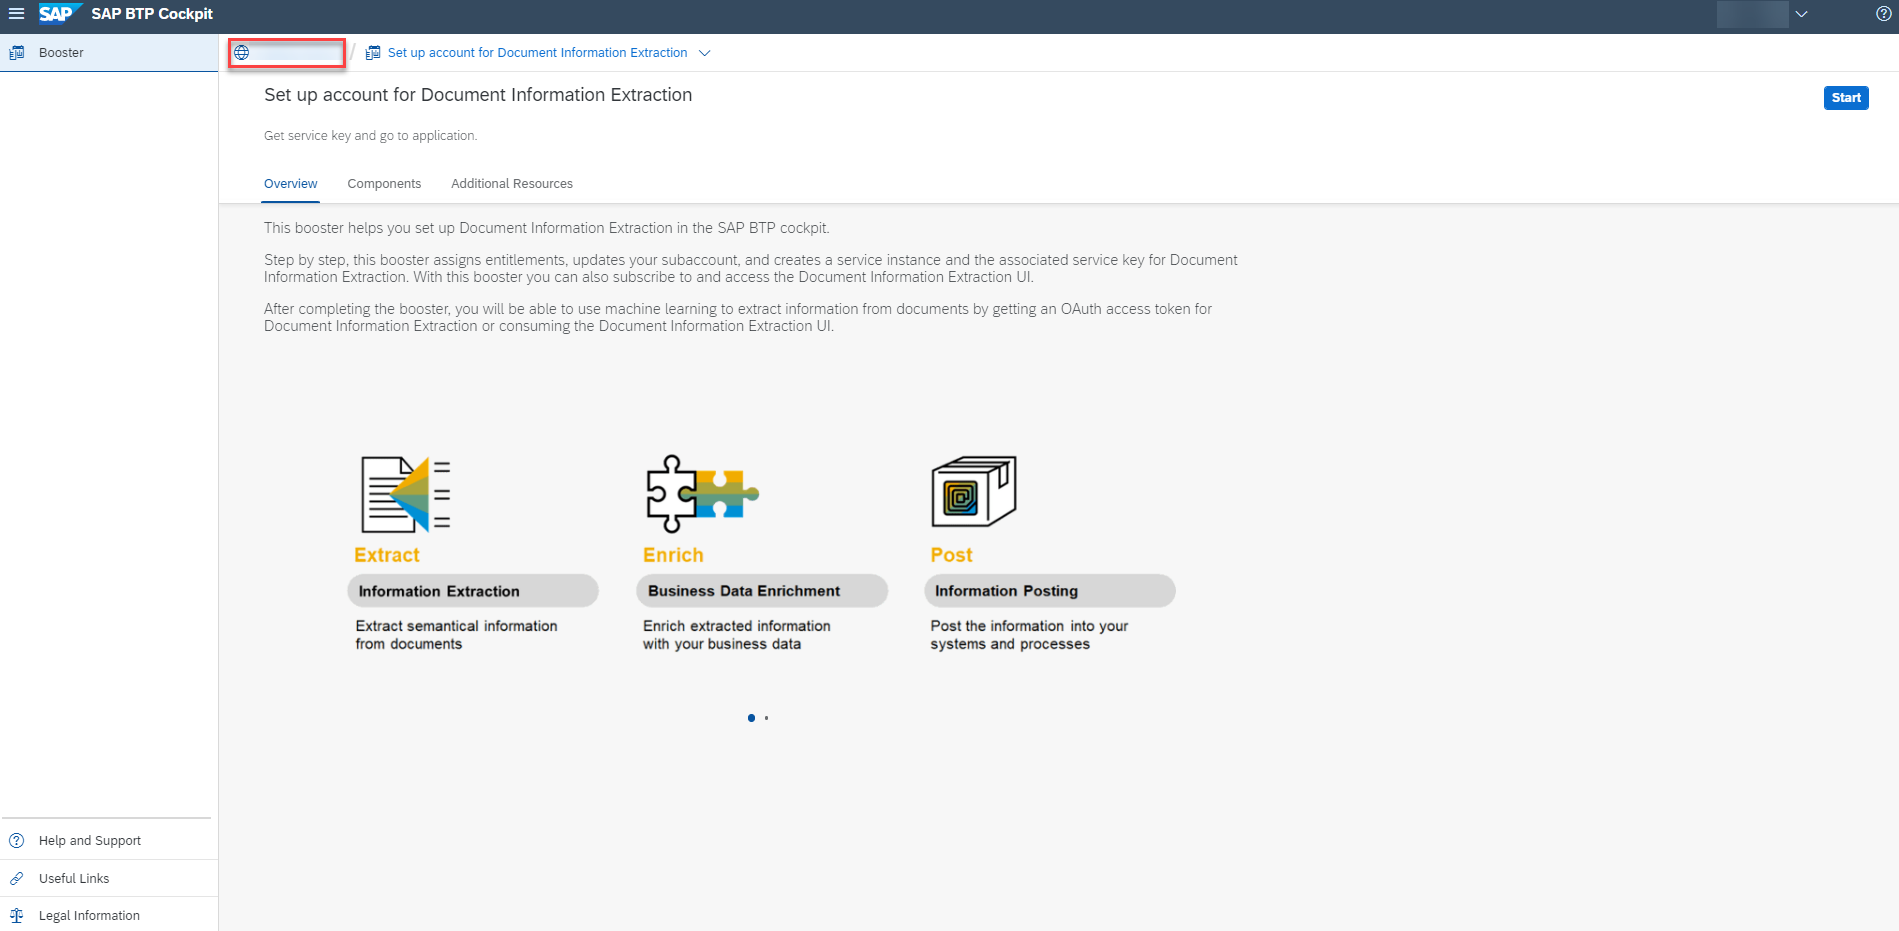 SAP SAP BTP Cockpit
Booster
Set up account for Document Information Extraction
Set up account for Document Information Extraction
Start
Get service key and go to application.
Overview Components Additional Resources
This booster helps you set up Document Information Extraction in the SAP BTP cockpit.
Step by step, this booster assigns entitlements, updates your subaccount, and creates a service instance and the associated service key for Document
Information Extraction. With this booster you can also subscribe to and access the Document Information Extraction UI.
After completing the booster, you will be able to use machine learning to extract information from documents by getting an OAuth access token for
Document Information Extraction or consuming the Document Information Extraction UI.
Extract
Information Extraction
Extract semantical information
from documents
Enrich
Business Data Enrichment
Enrich extracted information
with your business data
Post
Information Posting
Post the information into your
systems and processes
Help and Support
Useful Links
Legal Information